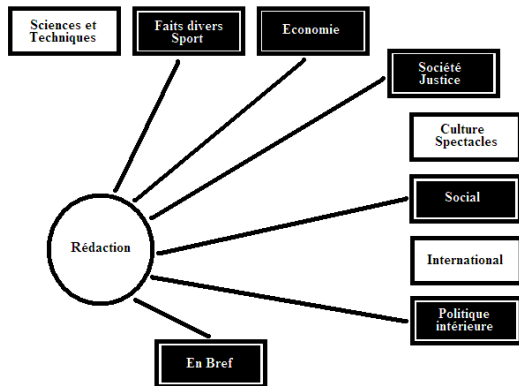 Sciences et
Techniques
Faits divers
Sport
Economie
Société
Justice
Culture
Spectacles
Social
Rédaction
International
Politique
intérieure
En Bref